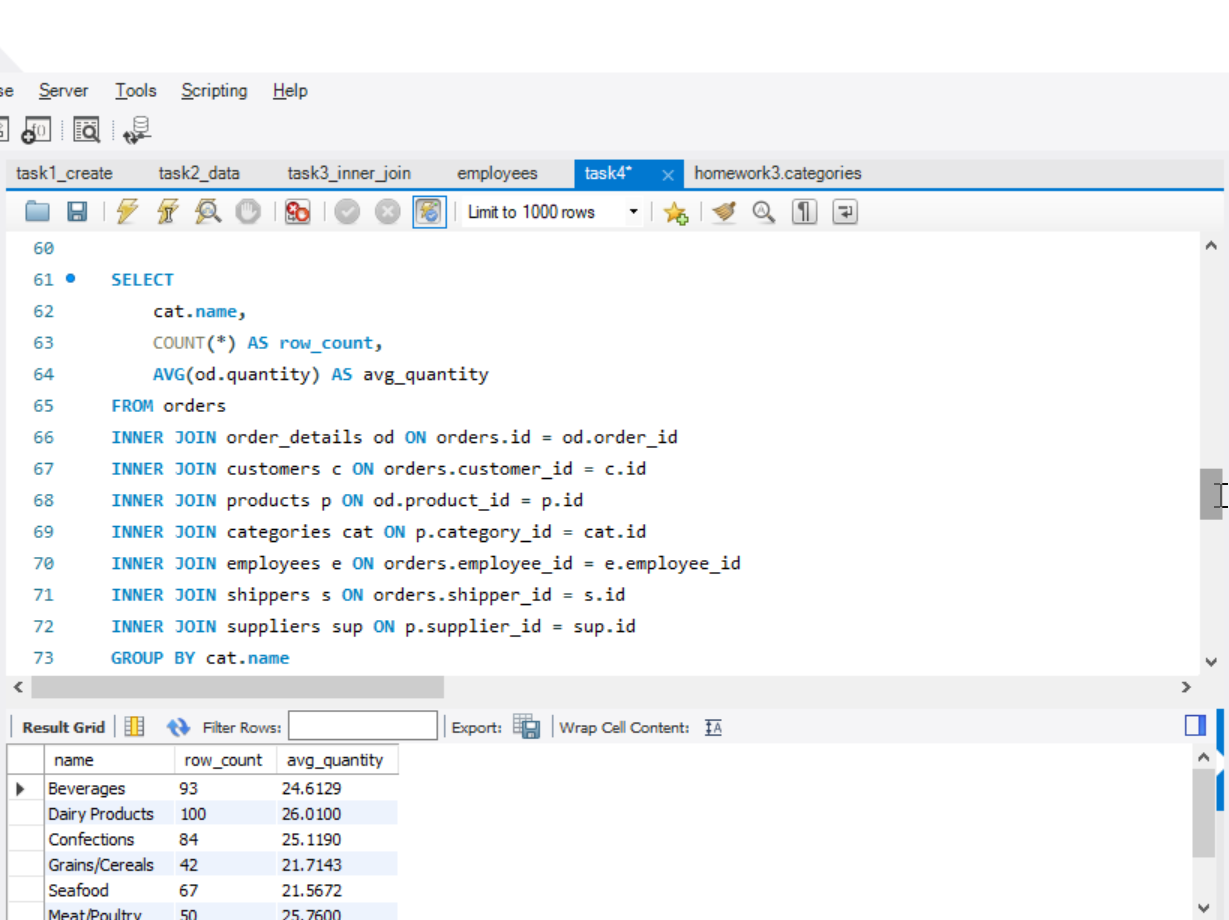 se Server Tools Scripting Help
task1_create task2_data task3_inner_join employees task4* homework3.categories
Limit to 1000 rows
60
61 SELECT
62 cat.name,
63 COUNT(*) AS row_count,
64 AVG(od.quantity) AS avg_quantity
65 FROM orders
66 INNER JOIN order_details od ON orders.id = od.order_id
67 INNER JOIN customers c ON orders.customer_id = c.id
68 INNER JOIN products p ON od.product_id = p.id
69 INNER JOIN categories cat ON p.category_id = cat.id
70 INNER JOIN employees e ON orders.employee_id = e.employee_id
71 INNER JOIN shippers s ON orders.shipper_id = s.id
72 INNER JOIN suppliers sup ON p.supplier_id = sup.id
73 GROUP BY cat.name
Result Grid Filter Rows: Export: Wrap Cell Content: IA
name row_count avg_quantity
Beverages 93 24.6129
Dairy Products 100 26.0100
Confections 84 25.1190
Grains/Cereals 42 21.7143
Seafood 67 21.5672
Meat/Poultry 50 25.7600